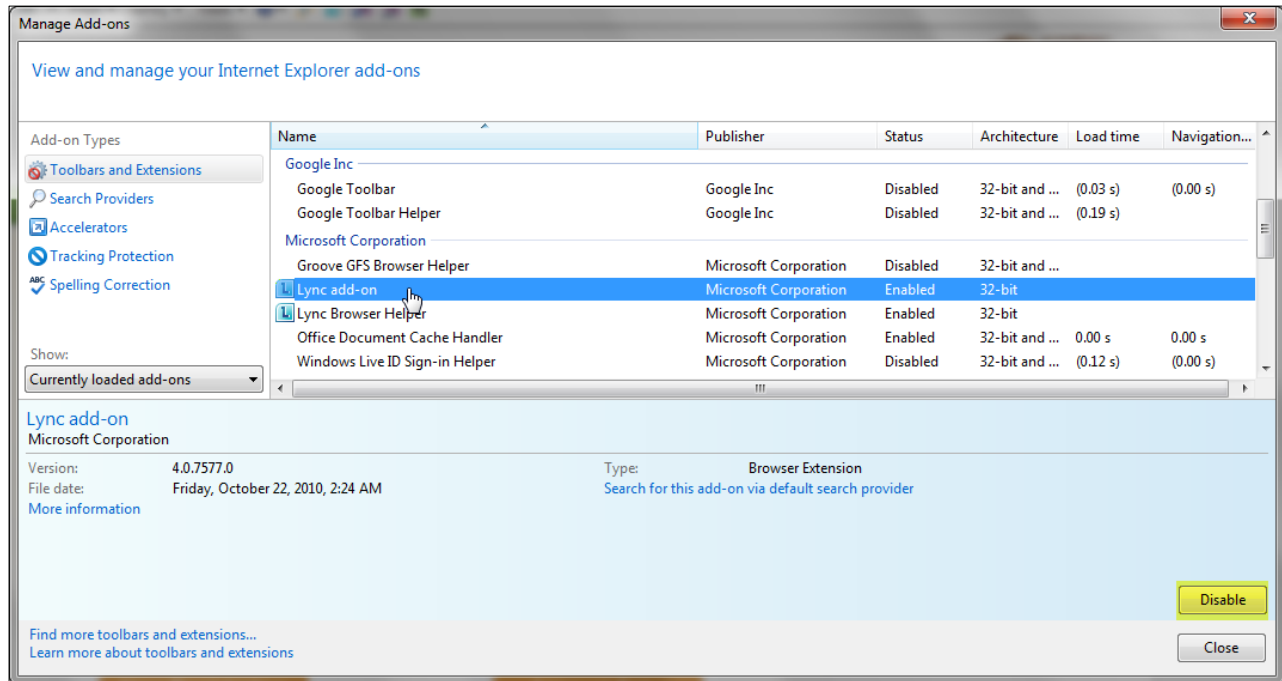 Manage Add-ons
View and manage your Internet Explorer add-ons
Add-on Types
Toolbars and Extensions
Search Providers
Accelerators
Tracking Protection
ABC Spelling Correction
Show:
Currently loaded add-ons
Name Publisher Status Architecture Load time Navigation...
Google Inc
Google Toolbar Google Inc Disabled 32-bit and ... (0.03 s) (0.00 s)
Google Toolbar Helper Google Inc Disabled 32-bit and ... (0.19 s)
Microsoft Corporation
Groove GFS Browser Helper Microsoft Corporation Disabled 32-bit and ...
Lync add-on Microsoft Corporation Enabled 32-bit
Lync Browser Helper Microsoft Corporation Enabled 32-bit
Office Document Cache Handler Microsoft Corporation Enabled 32-bit and ... 0.00 s 0.00 s
Windows Live ID Sign-in Helper Microsoft Corporation Disabled 32-bit and ... (0.12 s) (0.00 s)
Lync add-on
Microsoft Corporation
Version: 4.0.7577.0 Type: Browser Extension
File date: Friday, October 22, 2010, 2:24 AM Search for this add-on via default search provider
More information
Disable
Find more toolbars and extensions...
Learn more about toolbars and extensions
Close